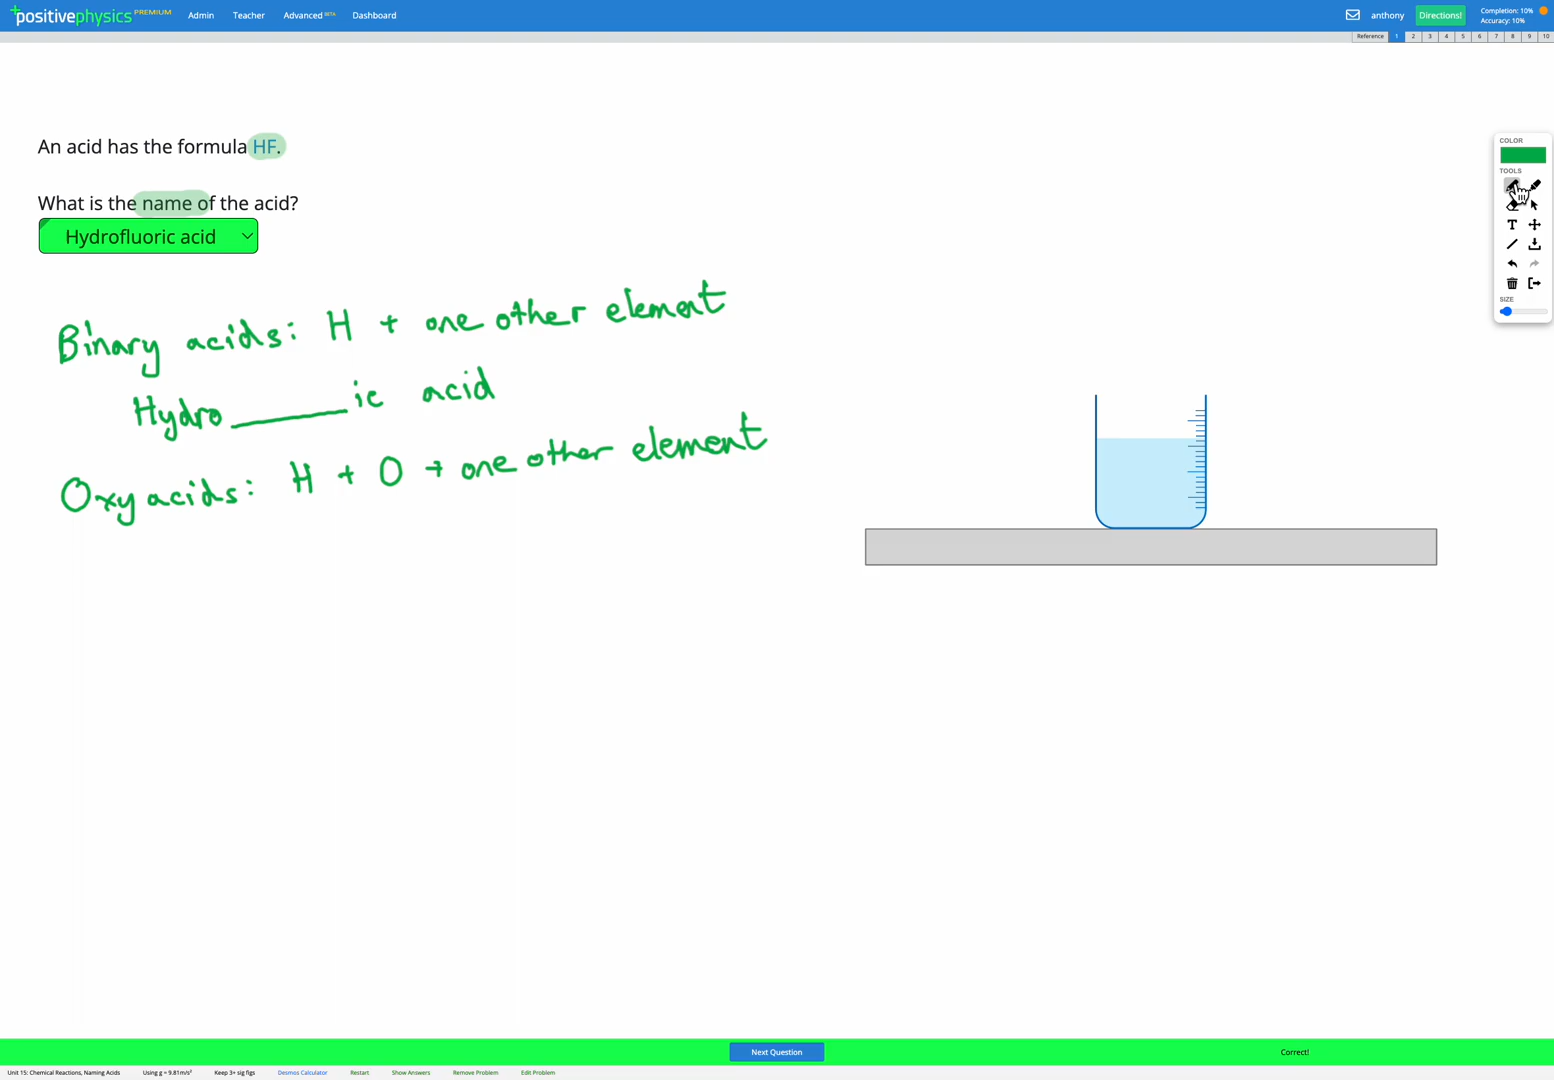 +positivephysics PREMIUM Admin Teacher Advanced BETA Dashboard anthony Directions! Completion: 10%
Accuracy: 10%
Reference 1 2 3 4 5 6 7 8 9 10
An acid has the formula HF.
What is the name of the acid?
Hydrofluoric acid
COLOR
TOOLS
T
SIZE
Binary acids: H + one other element
Hydro______ic acid
Oxyacids: H + O + one other element
Next Question Correct!
Unit 15: Chemical Reactions, Naming Acids Using g = 9.81m/s² Keep 3+ sig figs Desmos Calculator Restart Show Answers Remove Problem Edit Problem